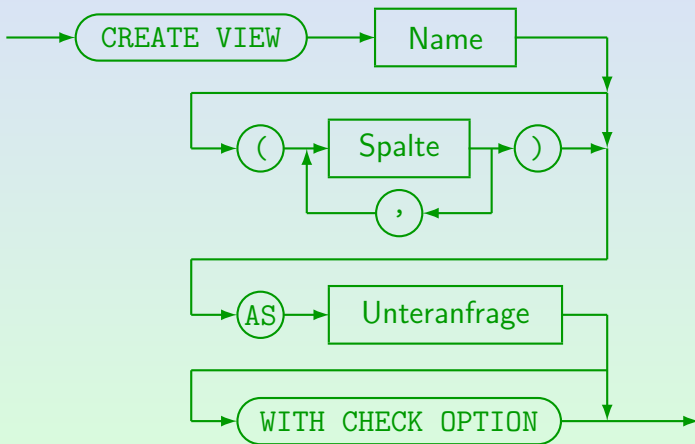 CREATE VIEW Name
( Spalte )
,
AS Unteranfrage
WITH CHECK OPTION